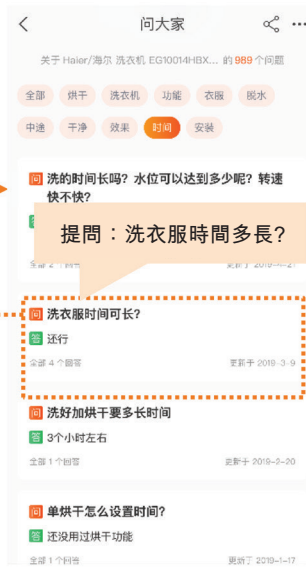 问大家
关于 Haier/海尔 洗衣机 EG10014HBX... 的 989 个问题
全部 烘干 洗衣机 功能 衣服 脱水
中途 干净 效果 时间 安装
问 洗的时间长吗？水位可以达到多少呢？转速
快不快？
提問：洗衣服時間多長？
问 洗衣服时间可长？
答 还行
全部 4 个回答 更新于 2019-3-9
问 洗好加烘干要多长时间
答 3个小时左右
全部 1 个回答 更新于 2019-2-20
问 单烘干怎么设置时间？
答 还没用过烘干功能
全部 1 个回答 更新于 2019-1-17